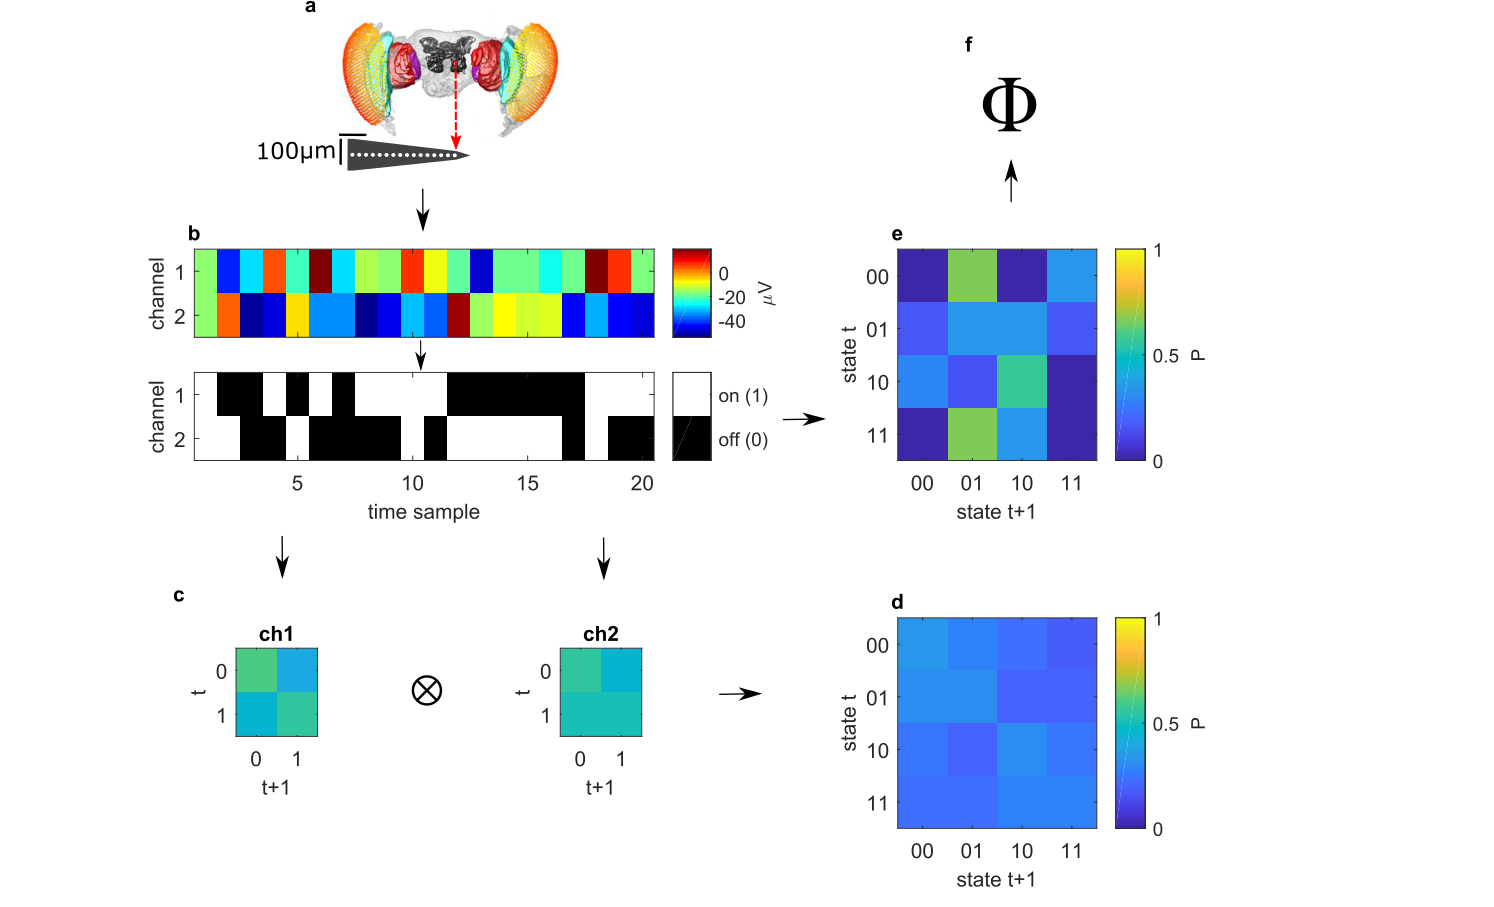 a
100µm
b
channel
1
2
0
-20
-40
µV
channel
1
2
on (1)
off (0)
5 10 15 20
time sample
c
ch1
t
0
1
0 1
t+1
⊗
ch2
t
0
1
0 1
t+1
f
Φ
e
state t
00
01
10
11
00 01 10 11
state t+1
1
0.5
0
P
d
state t
00
01
10
11
00 01 10 11
state t+1
1
0.5
0
P